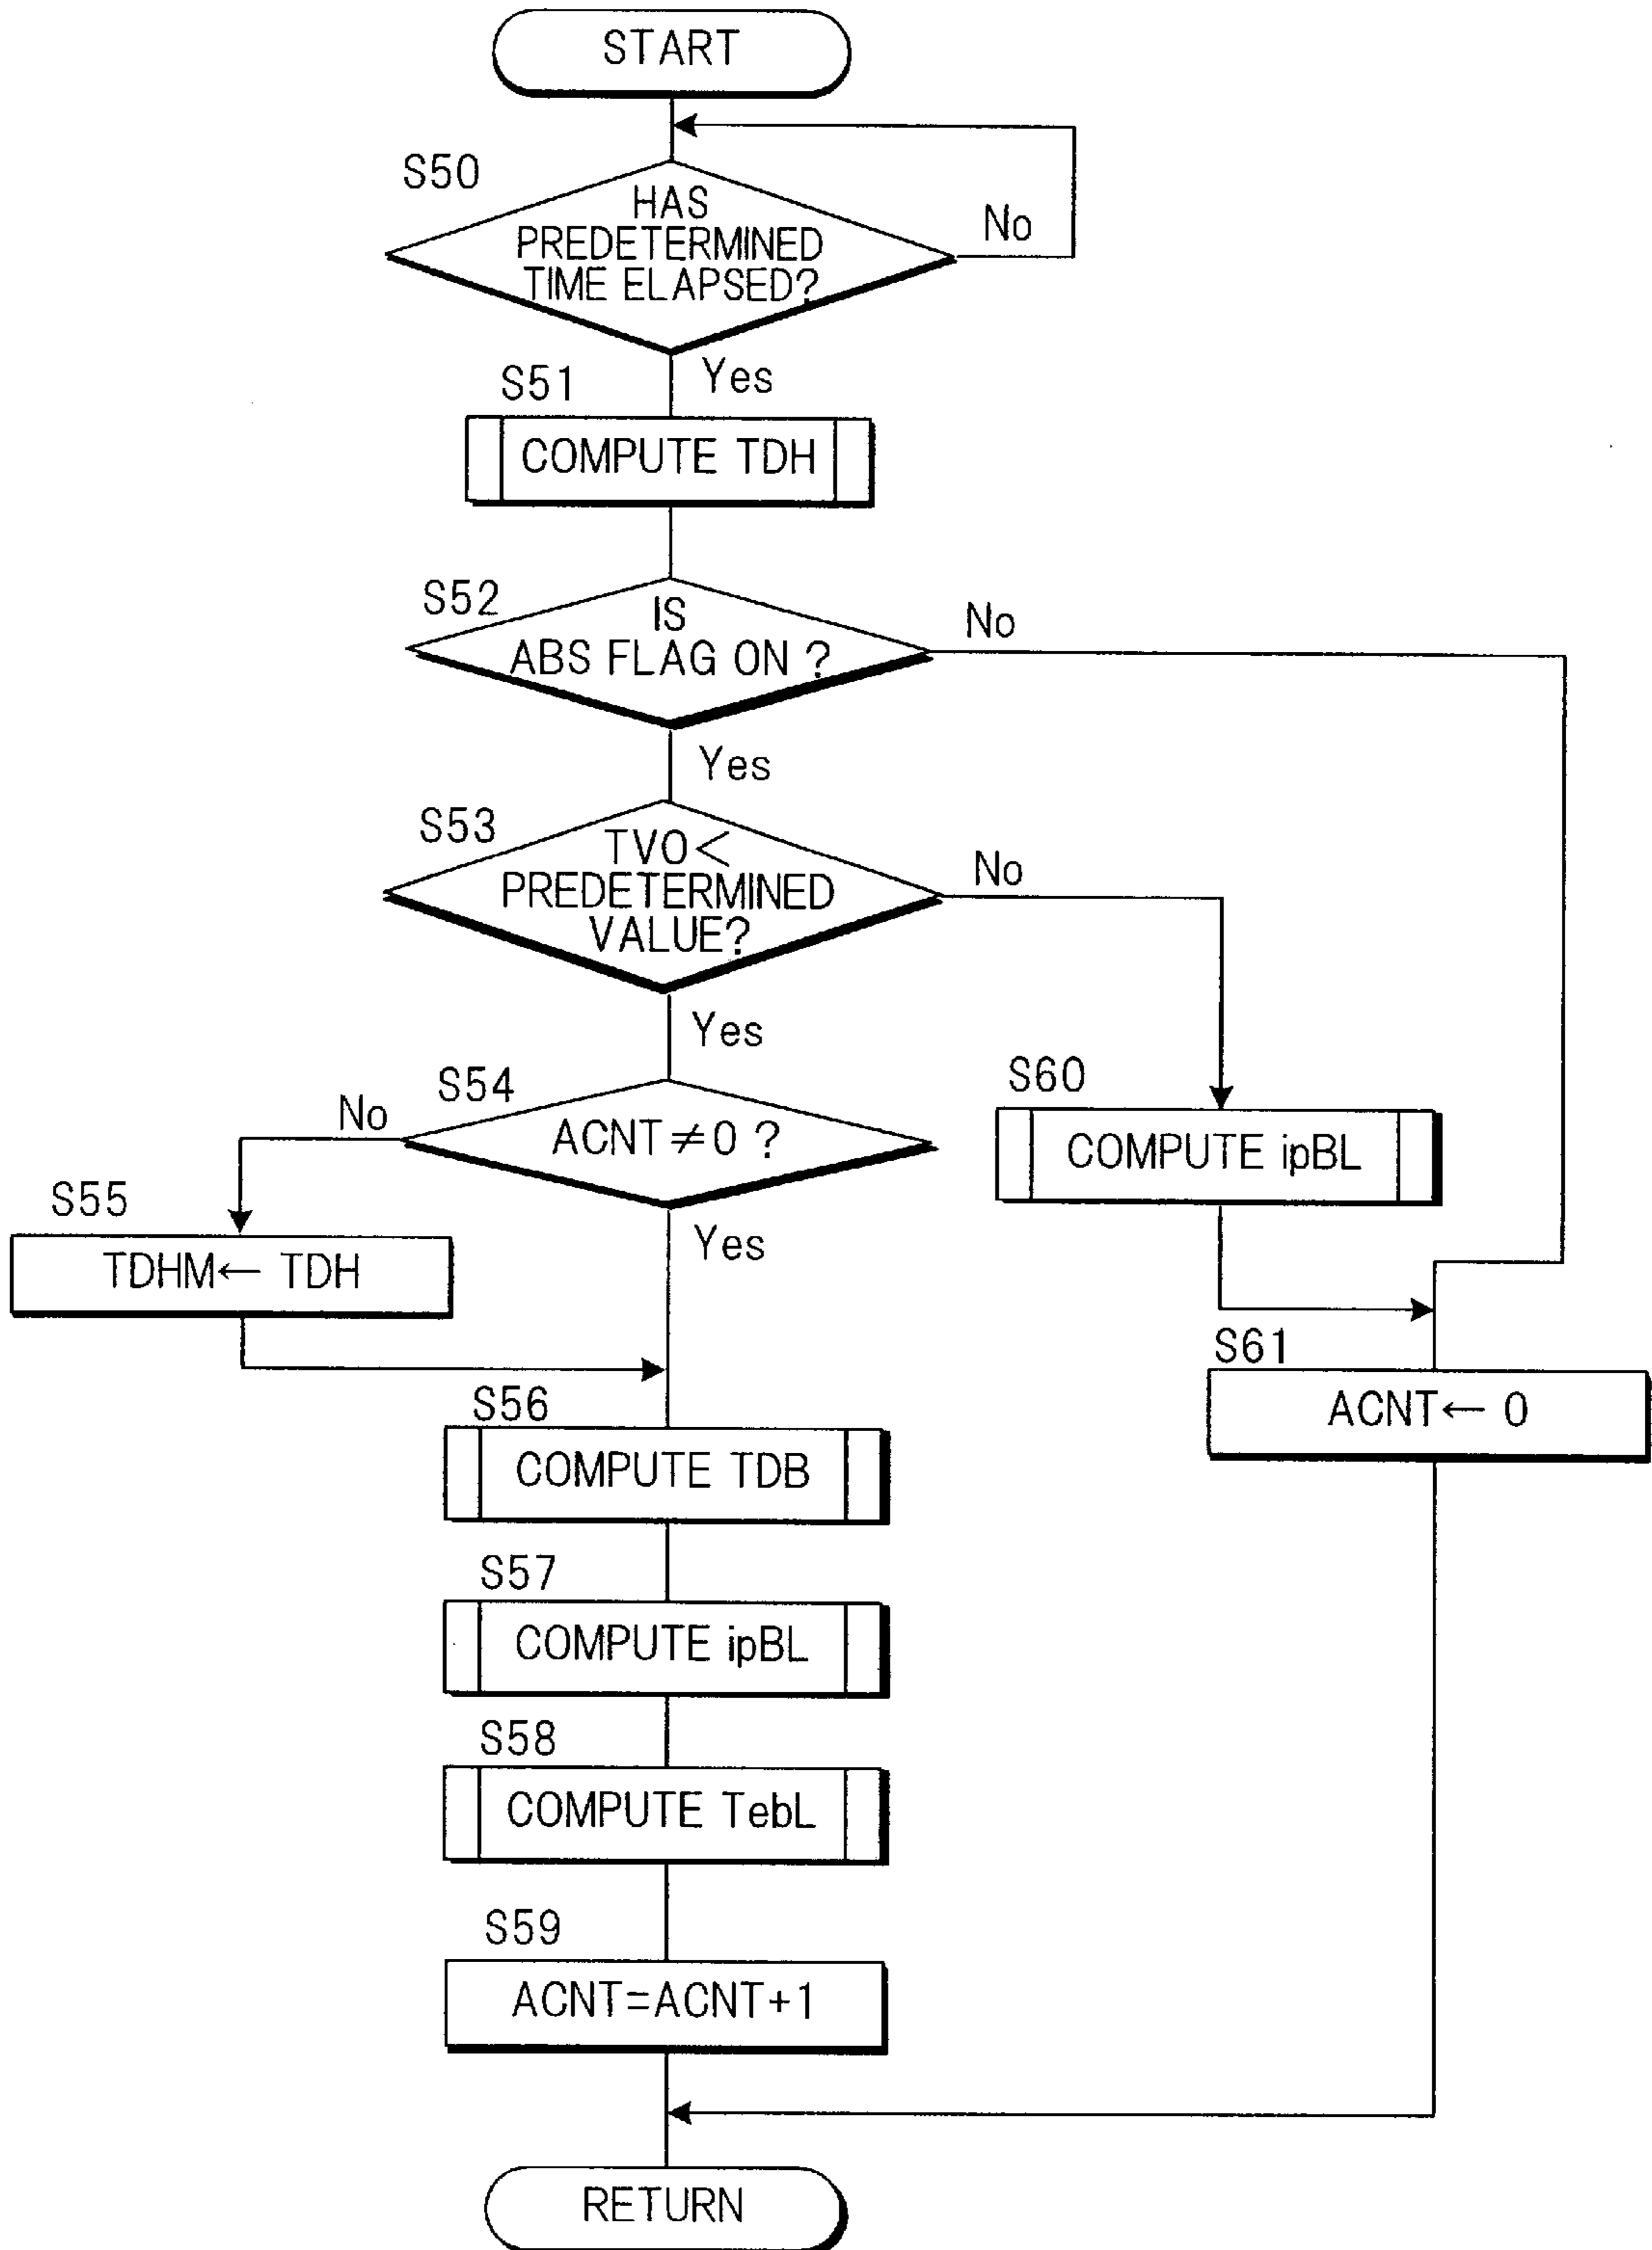 START
S50
HAS
PREDETERMINED
TIME ELAPSED?
No
Yes
S51
COMPUTE TDH
S52
IS
ABS FLAG ON ?
No
Yes
S53
TVO<
PREDETERMINED
VALUE?
No
Yes
S54
ACNT≠0 ?
No
Yes
S60
COMPUTE ipBL
S55
TDHM← TDH
S61
ACNT← 0
S56
COMPUTE TDB
S57
COMPUTE ipBL
S58
COMPUTE TebL
S59
ACNT=ACNT+1
RETURN